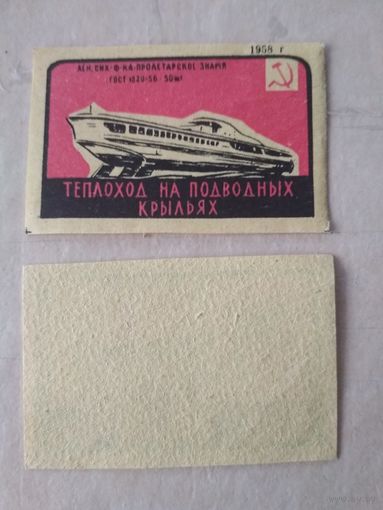 1958 г
ЛЕН. СНХ·Ф-КА·ПРОЛЕТАРСКОЕ ЗНАМЯ
ГОСТ 1820-56·50шт
ТЕПЛОХОД НА ПОДВОДНЫХ
КРЫЛЬЯХ